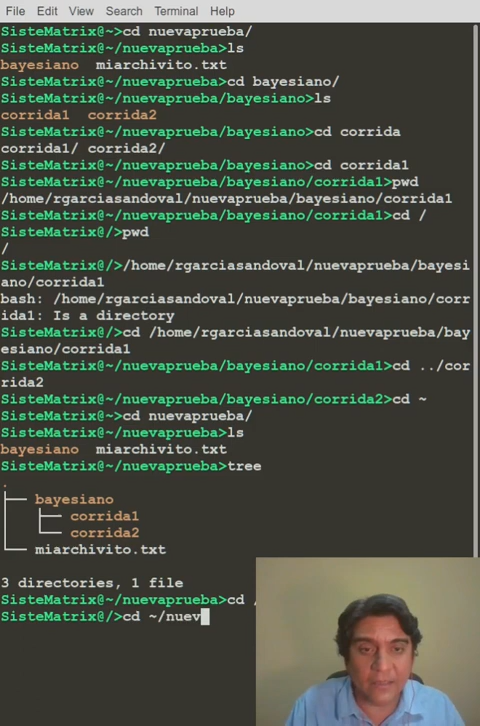 File Edit View Search Terminal Help
SisteMatrix@~>cd nuevaprueba/
SisteMatrix@~/nuevaprueba>ls
bayesiano  miarchivito.txt
SisteMatrix@~/nuevaprueba>cd bayesiano/
SisteMatrix@~/nuevaprueba/bayesiano>ls
corrida1  corrida2
SisteMatrix@~/nuevaprueba/bayesiano>cd corrida
corrida1/ corrida2/
SisteMatrix@~/nuevaprueba/bayesiano>cd corrida1
SisteMatrix@~/nuevaprueba/bayesiano/corrida1>pwd
/home/rgarciasandoval/nuevaprueba/bayesiano/corrida1
SisteMatrix@~/nuevaprueba/bayesiano/corrida1>cd /
SisteMatrix@/>pwd
/
SisteMatrix@/>/home/rgarciasandoval/nuevaprueba/bayesi
ano/corrida1
bash: /home/rgarciasandoval/nuevaprueba/bayesiano/corr
ida1: Is a directory
SisteMatrix@/>cd /home/rgarciasandoval/nuevaprueba/bay
esiano/corrida1
SisteMatrix@~/nuevaprueba/bayesiano/corrida1>cd ../cor
rida2
SisteMatrix@~/nuevaprueba/bayesiano/corrida2>cd ~
SisteMatrix@~>cd nuevaprueba/
SisteMatrix@~/nuevaprueba>ls
bayesiano  miarchivito.txt
SisteMatrix@~/nuevaprueba>tree
.
├── bayesiano
│   ├── corrida1
│   └── corrida2
└── miarchivito.txt
3 directories, 1 file
SisteMatrix@~/nuevaprueba>cd /
SisteMatrix@/>cd ~/nuev